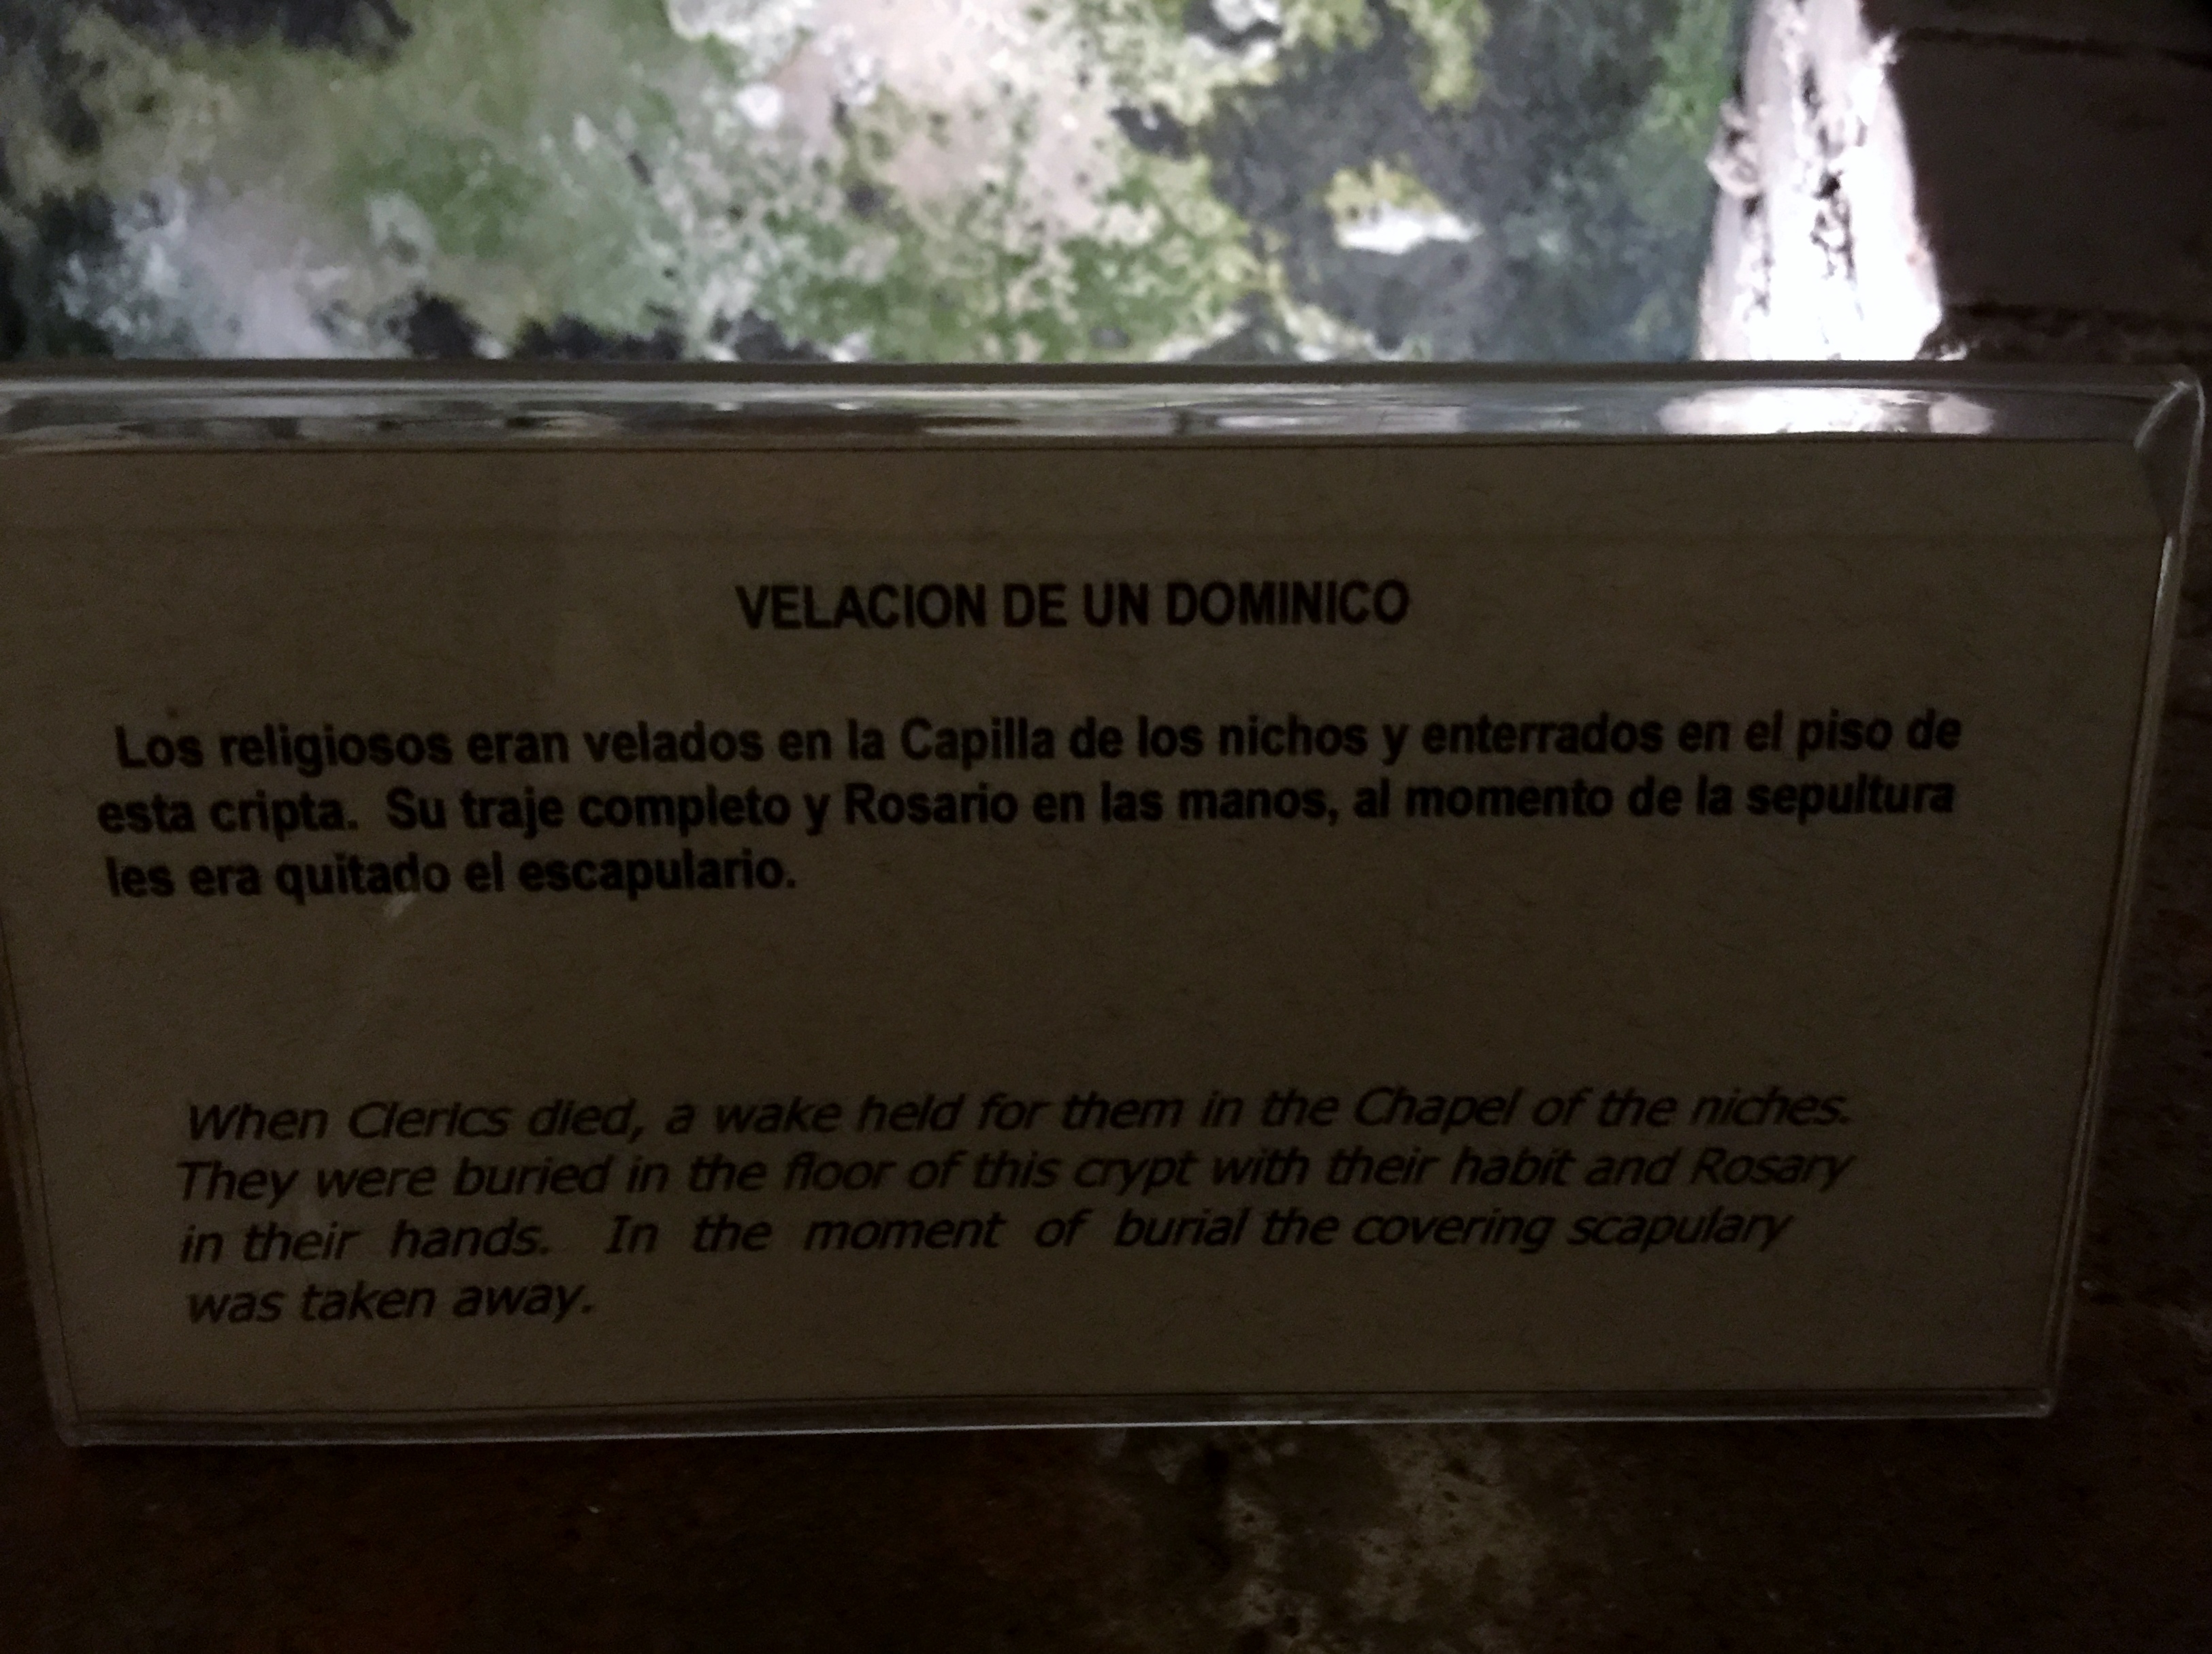 VELACION DE UN DOMINICO
Los religiosos eran velados en la Capilla de los nichos y enterrados en el piso de
esta cripta. Su traje completo y Rosario en las manos, al momento de la sepultura
les era quitado el escapulario.
When Clerics died, a wake held for them in the Chapel of the niches.
They were buried in the floor of this crypt with their habit and Rosary
in their hands. In the moment of burial the covering scapulary
was taken away.